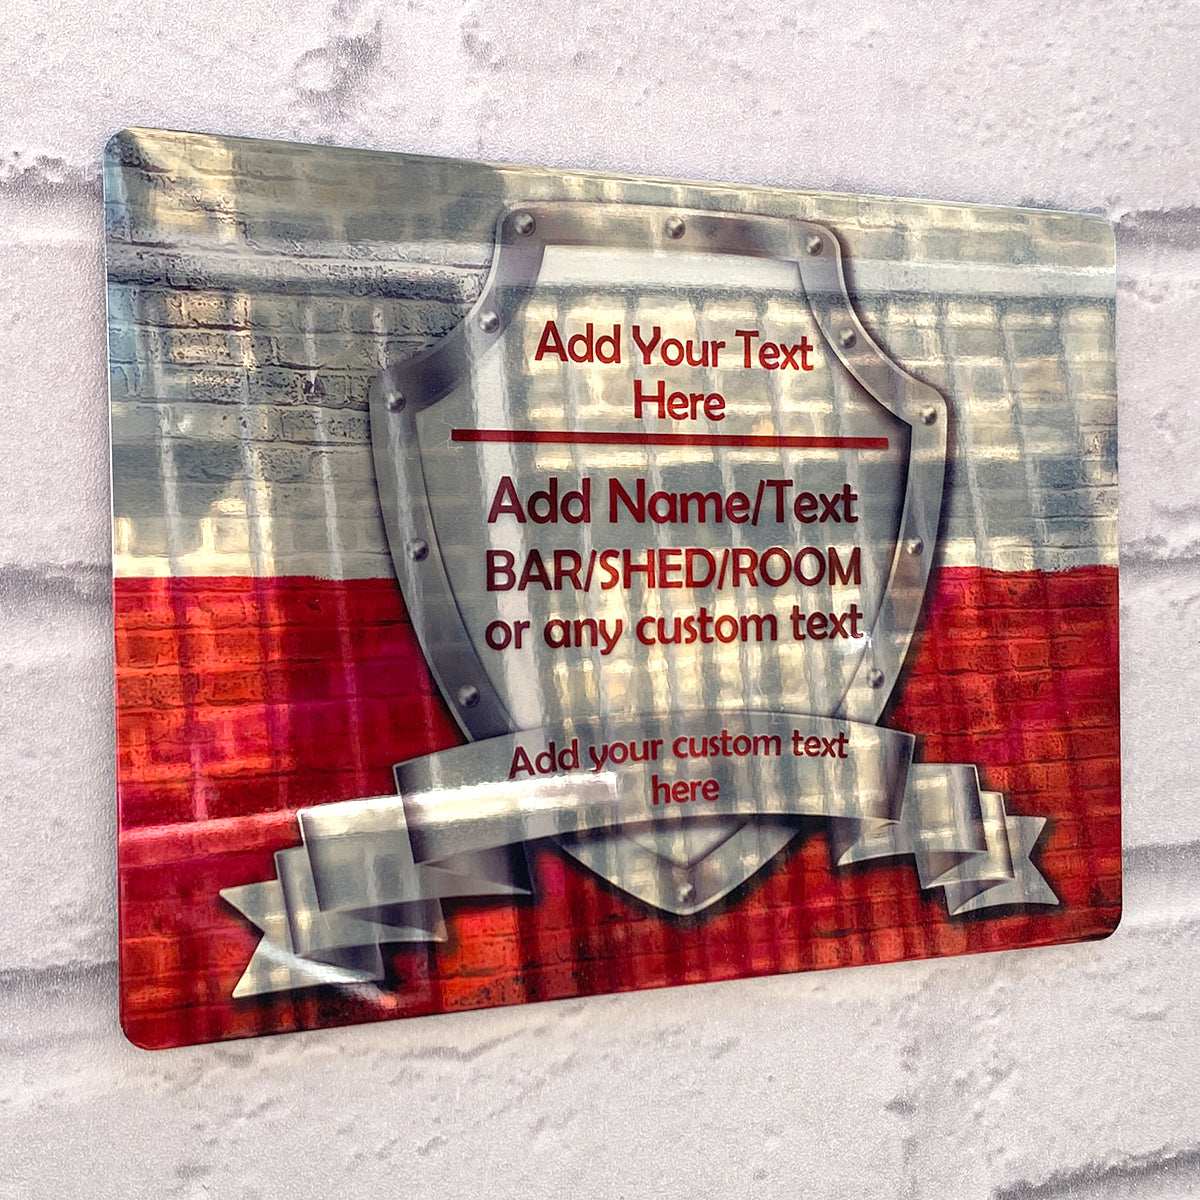 Add Your Text
Here
Add Name/Text
BAR/SHED/ROOM
or any custom text
Add your custom text
here